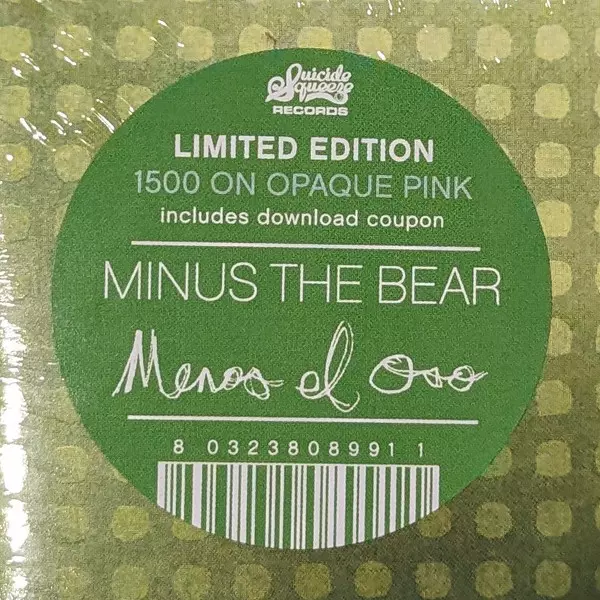 Suicide
Squeeze
RECORDS
LIMITED EDITION
1500 ON OPAQUE PINK
includes download coupon
MINUS THE BEAR
Menos el Oso
8 0323808991 1